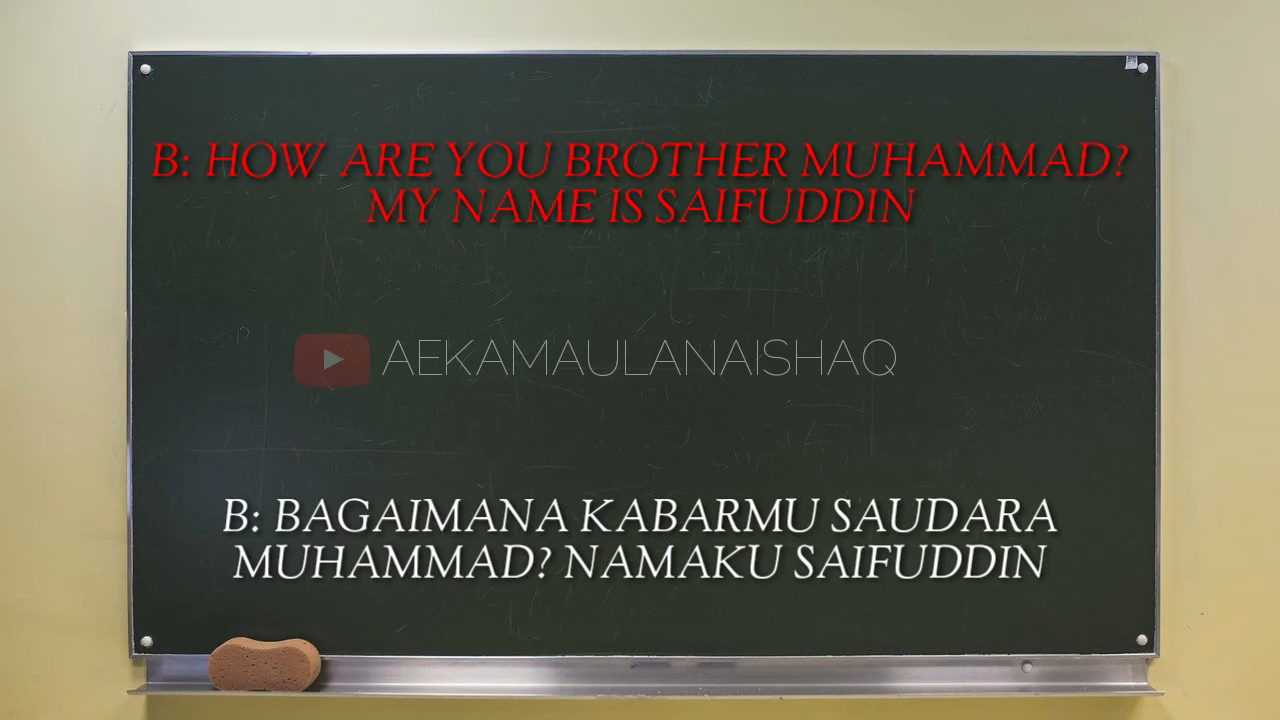 B: HOW ARE YOU BROTHER MUHAMMAD?
MY NAME IS SAIFUDDIN
AEKAMAULANAISHAQ
B: BAGAIMANA KABARMU SAUDARA
MUHAMMAD? NAMAKU SAIFUDDIN